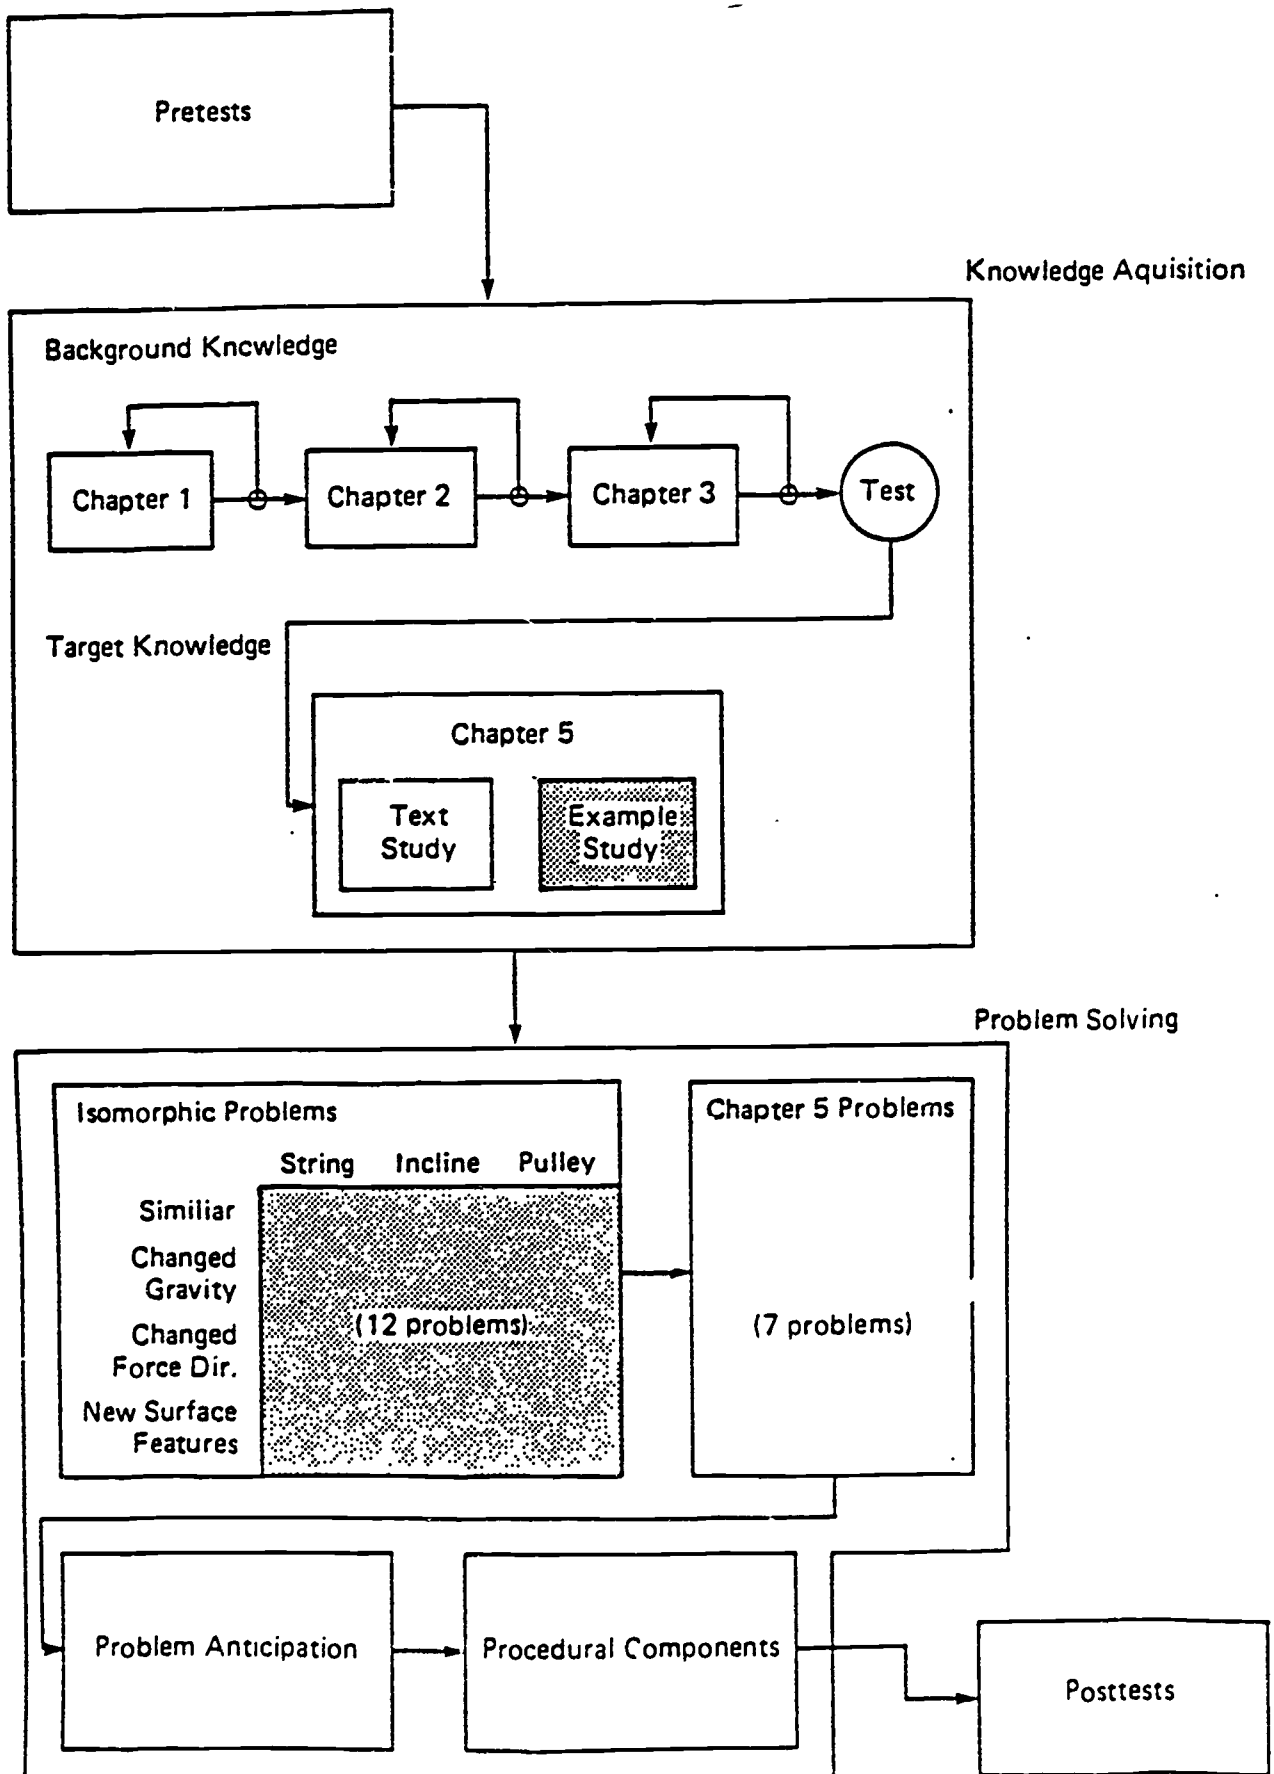 Pretests
Knowledge Aquisition
Background Knowledge
Chapter 1
Chapter 2
Chapter 3
Test
Target Knowledge
Chapter 5
Text
Study
Example
Study
Problem Solving
Isomorphic Problems
String Incline Pulley
Similiar
Changed
Gravity
Changed
Force Dir.
New Surface
Features
(12 problems)
Chapter 5 Problems
(7 problems)
Problem Anticipation
Procedural Components
Posttests